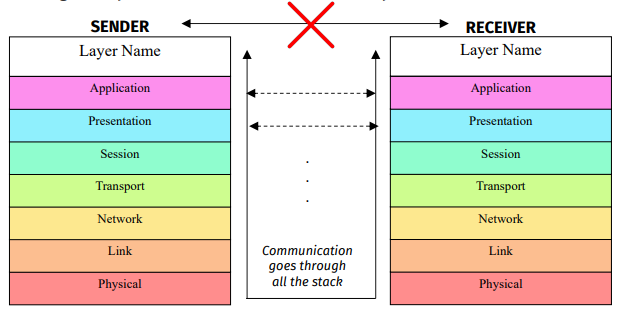 SENDER
RECEIVER
Layer Name
Layer Name
Application
Application
Presentation
Presentation
Session
Session
Transport
Transport
Network
Network
Communication
goes through
all the stack
Link
Link
Physical
Physical